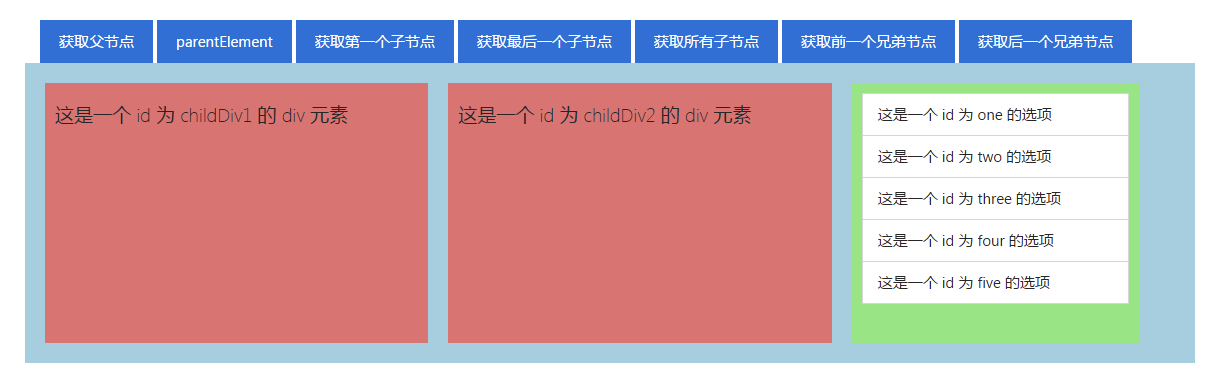 获取父节点
parentElement
获取第一个子节点
获取最后一个子节点
获取所有子节点
获取前一个兄弟节点
获取后一个兄弟节点
这是一个 id 为 childDiv1 的 div 元素
这是一个 id 为 childDiv2 的 div 元素
这是一个 id 为 one 的选项
这是一个 id 为 two 的选项
这是一个 id 为 three 的选项
这是一个 id 为 four 的选项
这是一个 id 为 five 的选项